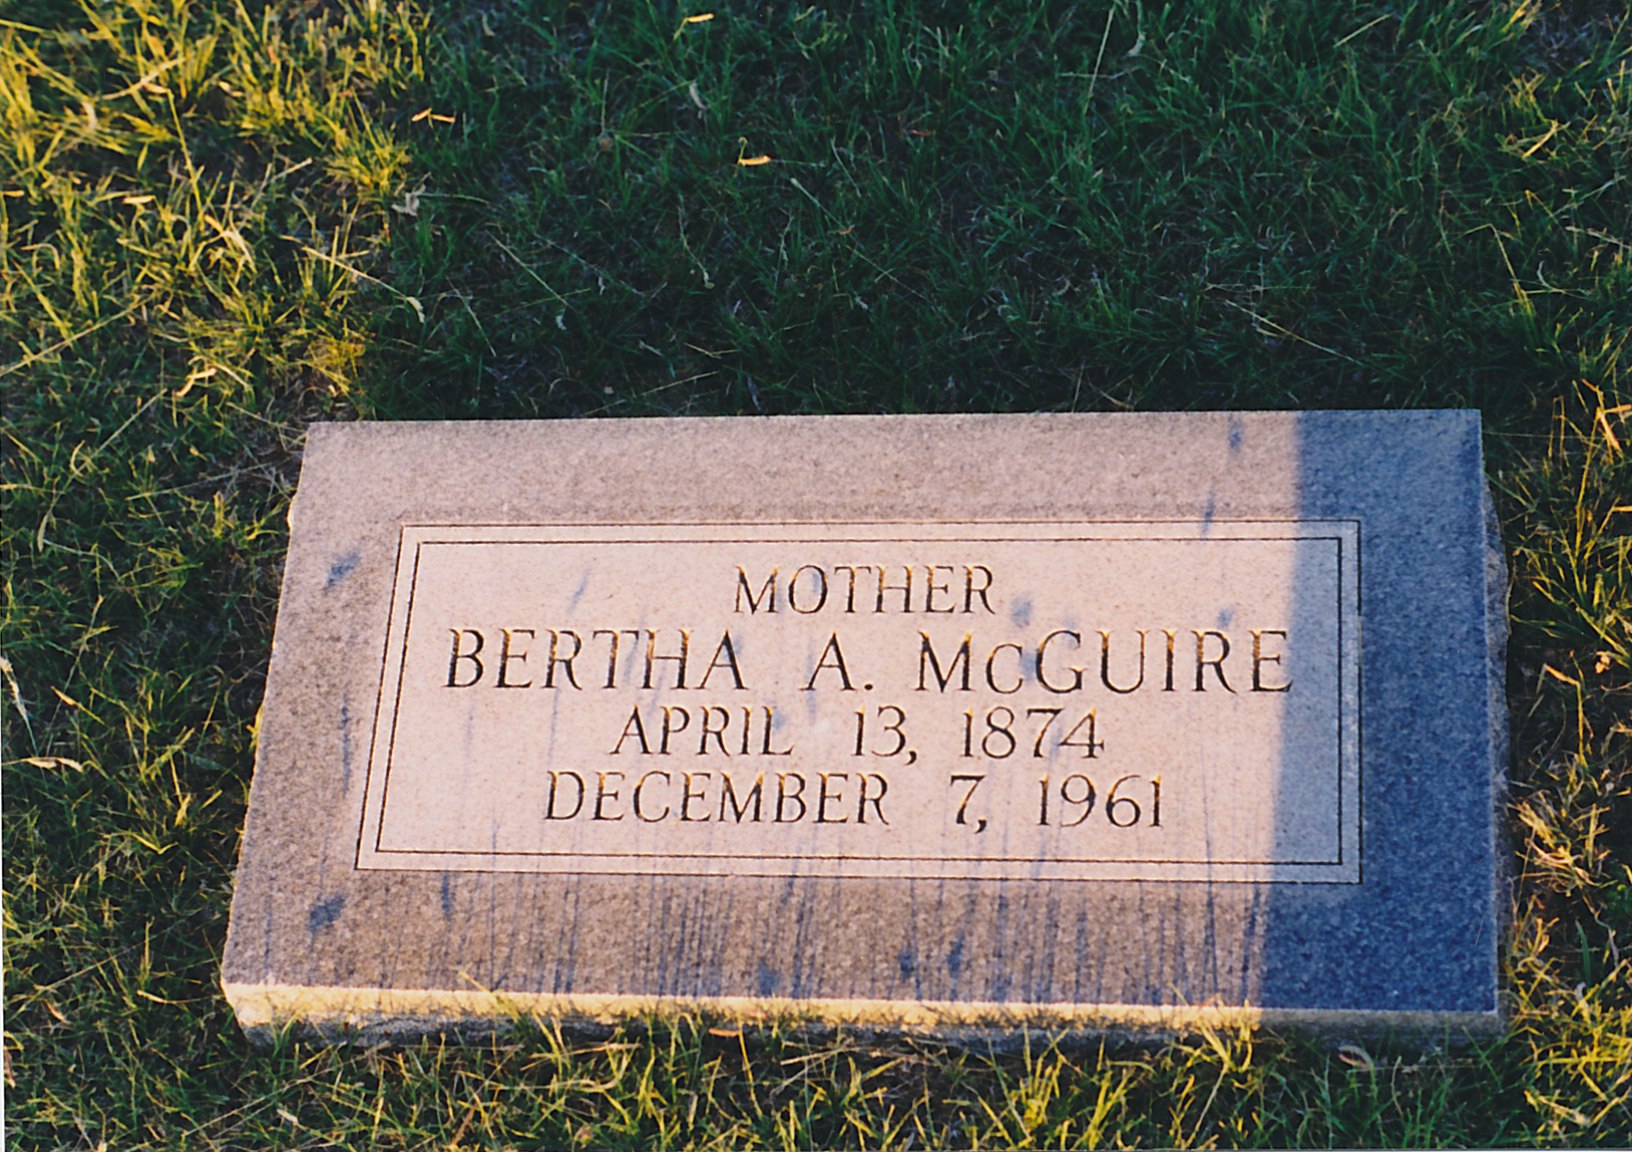 MOTHER
BERTHA A. McGUIRE
APRIL 13, 1874
DECEMBER 7, 1961